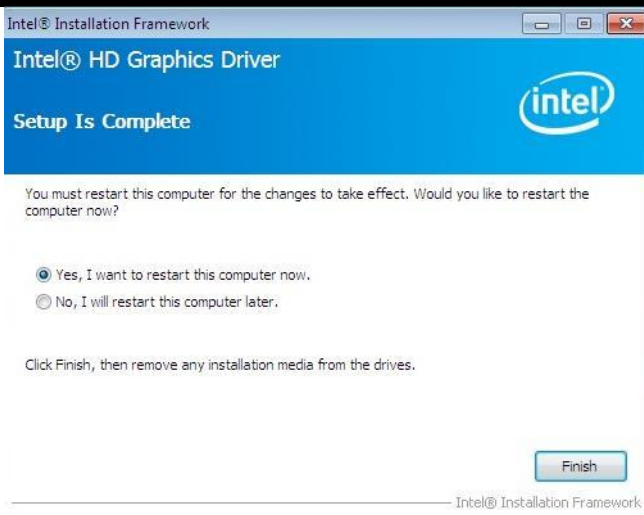 Intel® Installation Framework
Intel® HD Graphics Driver
intel
Setup Is Complete
You must restart this computer for the changes to take effect. Would you like to restart the
computer now?
Yes, I want to restart this computer now.
No, I will restart this computer later.
Click Finish, then remove any installation media from the drives.
Finish
Intel® Installation Framework